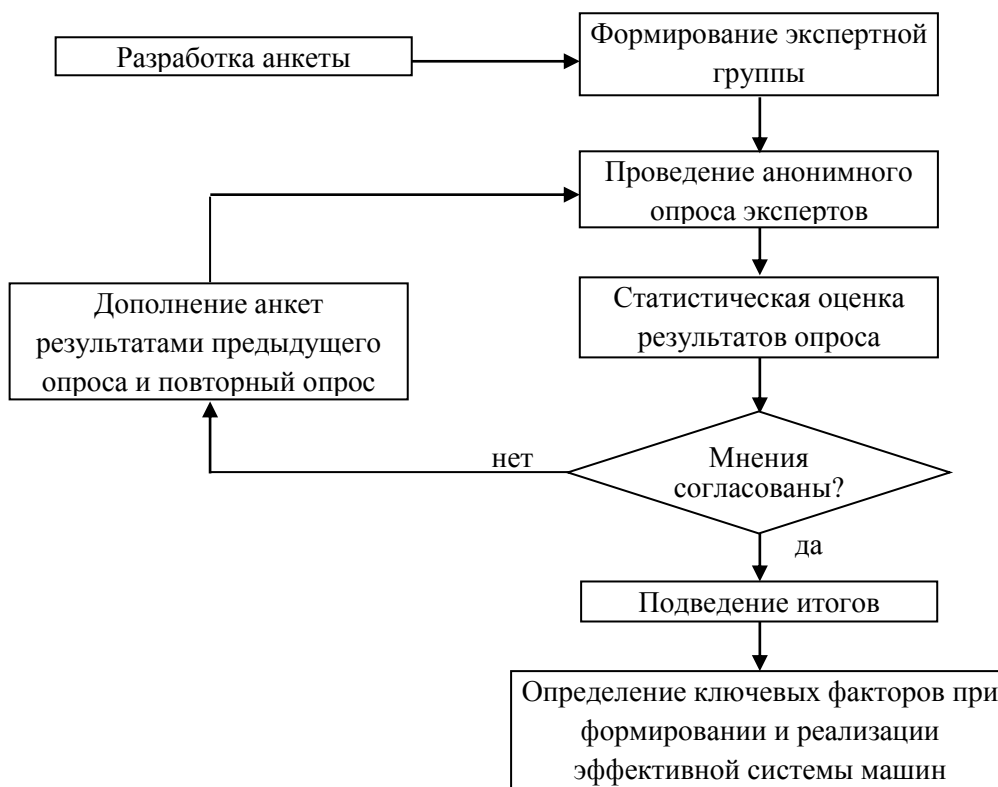 Разработка анкеты
Формирование экспертной
группы
Проведение анонимного
опроса экспертов
Статистическая оценка
результатов опроса
Дополнение анкет
результатами предыдущего
опроса и повторный опрос
нет
Мнения
согласованы?
да
Подведение итогов
Определение ключевых факторов при
формировании и реализации
эффективной системы машин